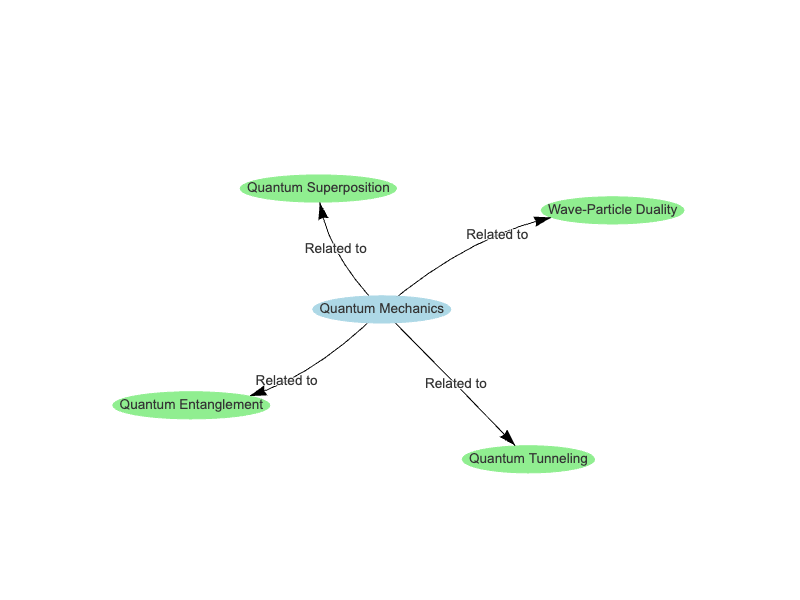 Quantum Superposition
Wave-Particle Duality
Related to
Related to
Quantum Mechanics
Related to
Related to
Quantum Entanglement
Quantum Tunneling